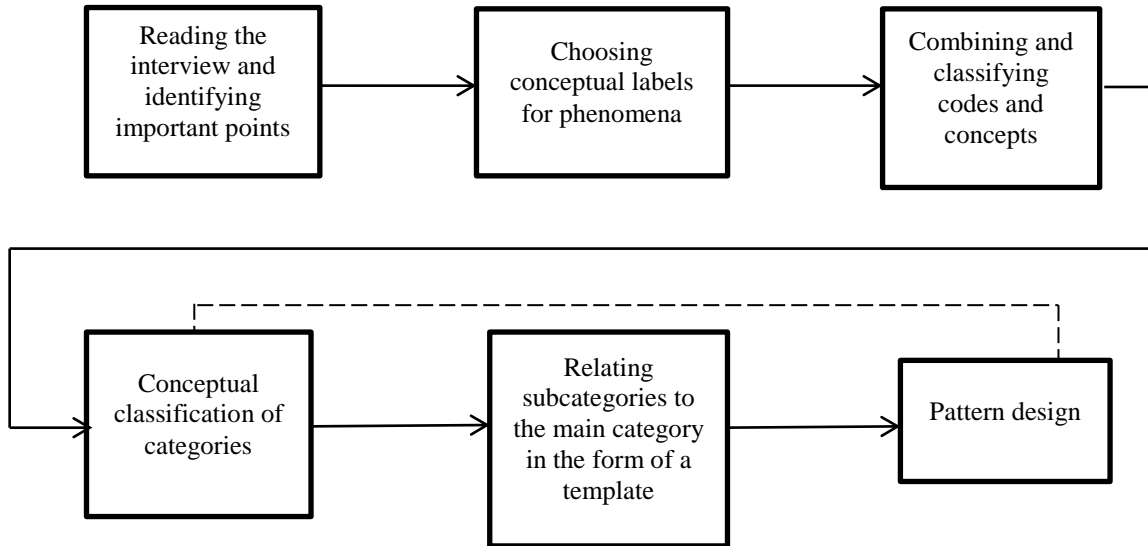 Reading the
interview and
identifying
important points
Choosing
conceptual labels
for phenomena
Combining and
classifying
codes and
concepts
Conceptual
classification of
categories
Relating
subcategories to
the main category
in the form of a
template
Pattern design